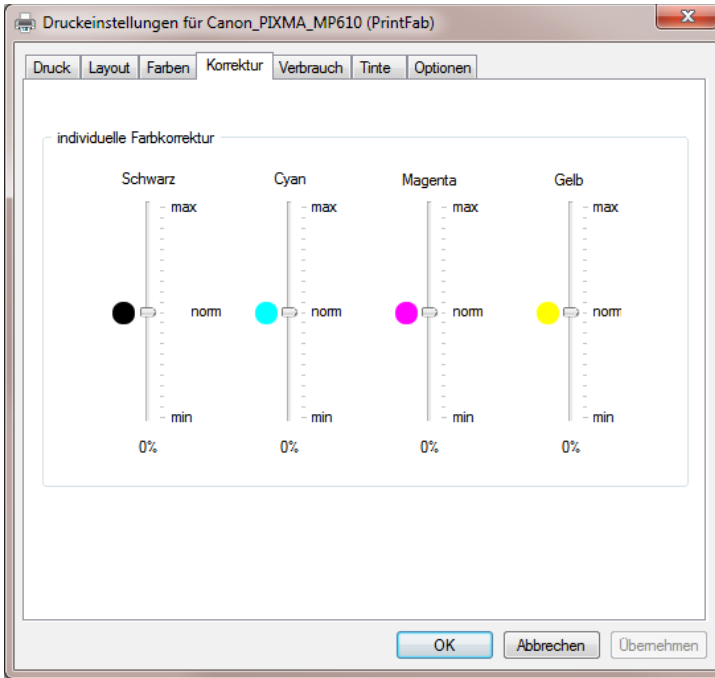 Druckeinstellungen für Canon_PIXMA_MP610 (PrintFab)
Druck Layout Farben Korrektur Verbrauch Tinte Optionen
individuelle Farbkorrektur
Schwarz Cyan Magenta Gelb
max max max max
norm norm norm norm
min min min min
0% 0% 0% 0%
OK Abbrechen Übernehmen